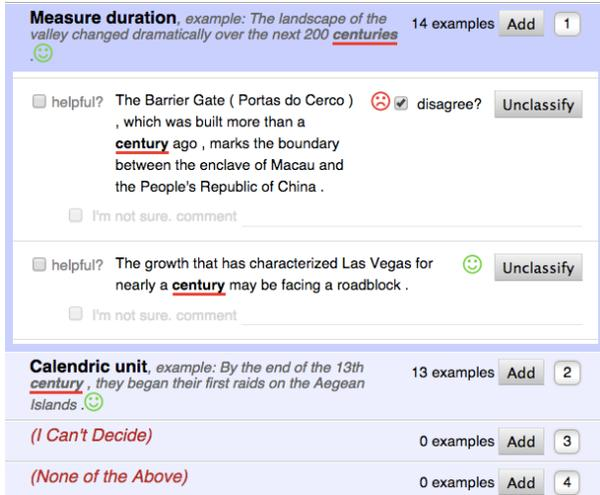 Measure duration, example: The landscape of the 14 examples Add 1
valley changed dramatically over the next 200 centuries
.
helpful? The Barrier Gate ( Portas do Cerco ) disagree? Unclassify
, which was built more than a
century ago , marks the boundary
between the enclave of Macau and
the People's Republic of China .
I'm not sure. comment
helpful? The growth that has characterized Las Vegas for Unclassify
nearly a century may be facing a roadblock .
I'm not sure. comment
Calendric unit, example: By the end of the 13th 13 examples Add 2
century , they began their first raids on the Aegean
Islands .
(I Can't Decide) 0 examples Add 3
(None of the Above) 0 examples Add 4